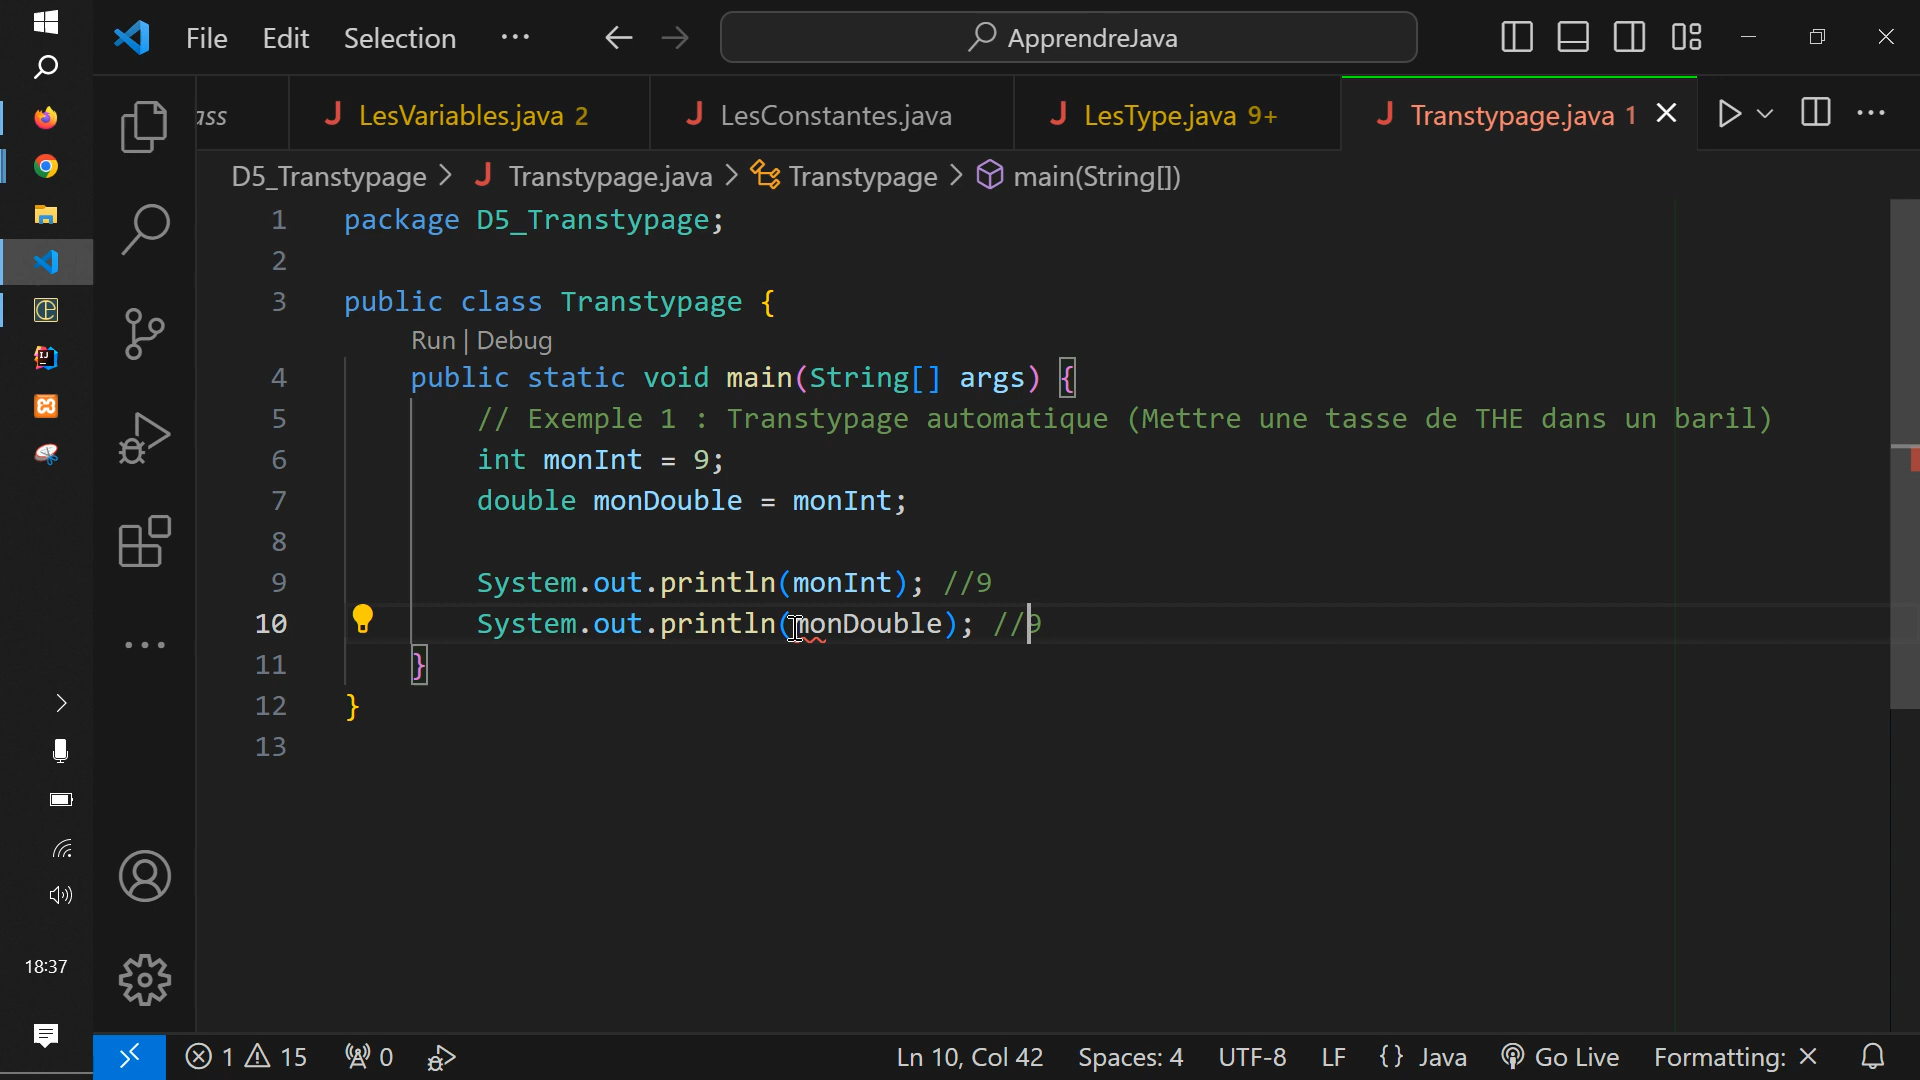 File Edit Selection ··· ApprendreJava
ass LesVariables.java 2 LesConstantes.java LesType.java 9+ Transtypage.java 1
D5_Transtypage > Transtypage.java > Transtypage > main(String[])
1 package D5_Transtypage;
2
3 public class Transtypage {
Run | Debug
4 public static void main(String[] args) {
5 // Exemple 1 : Transtypage automatique (Mettre une tasse de THE dans un baril)
6 int monInt = 9;
7 double monDouble = monInt;
8
9 System.out.println(monInt); //9
10 System.out.println(monDouble); //9
11 }
12 }
13
18:37
1 15 0 Ln 10, Col 42 Spaces: 4 UTF-8 LF {} Java Go Live Formatting: ×